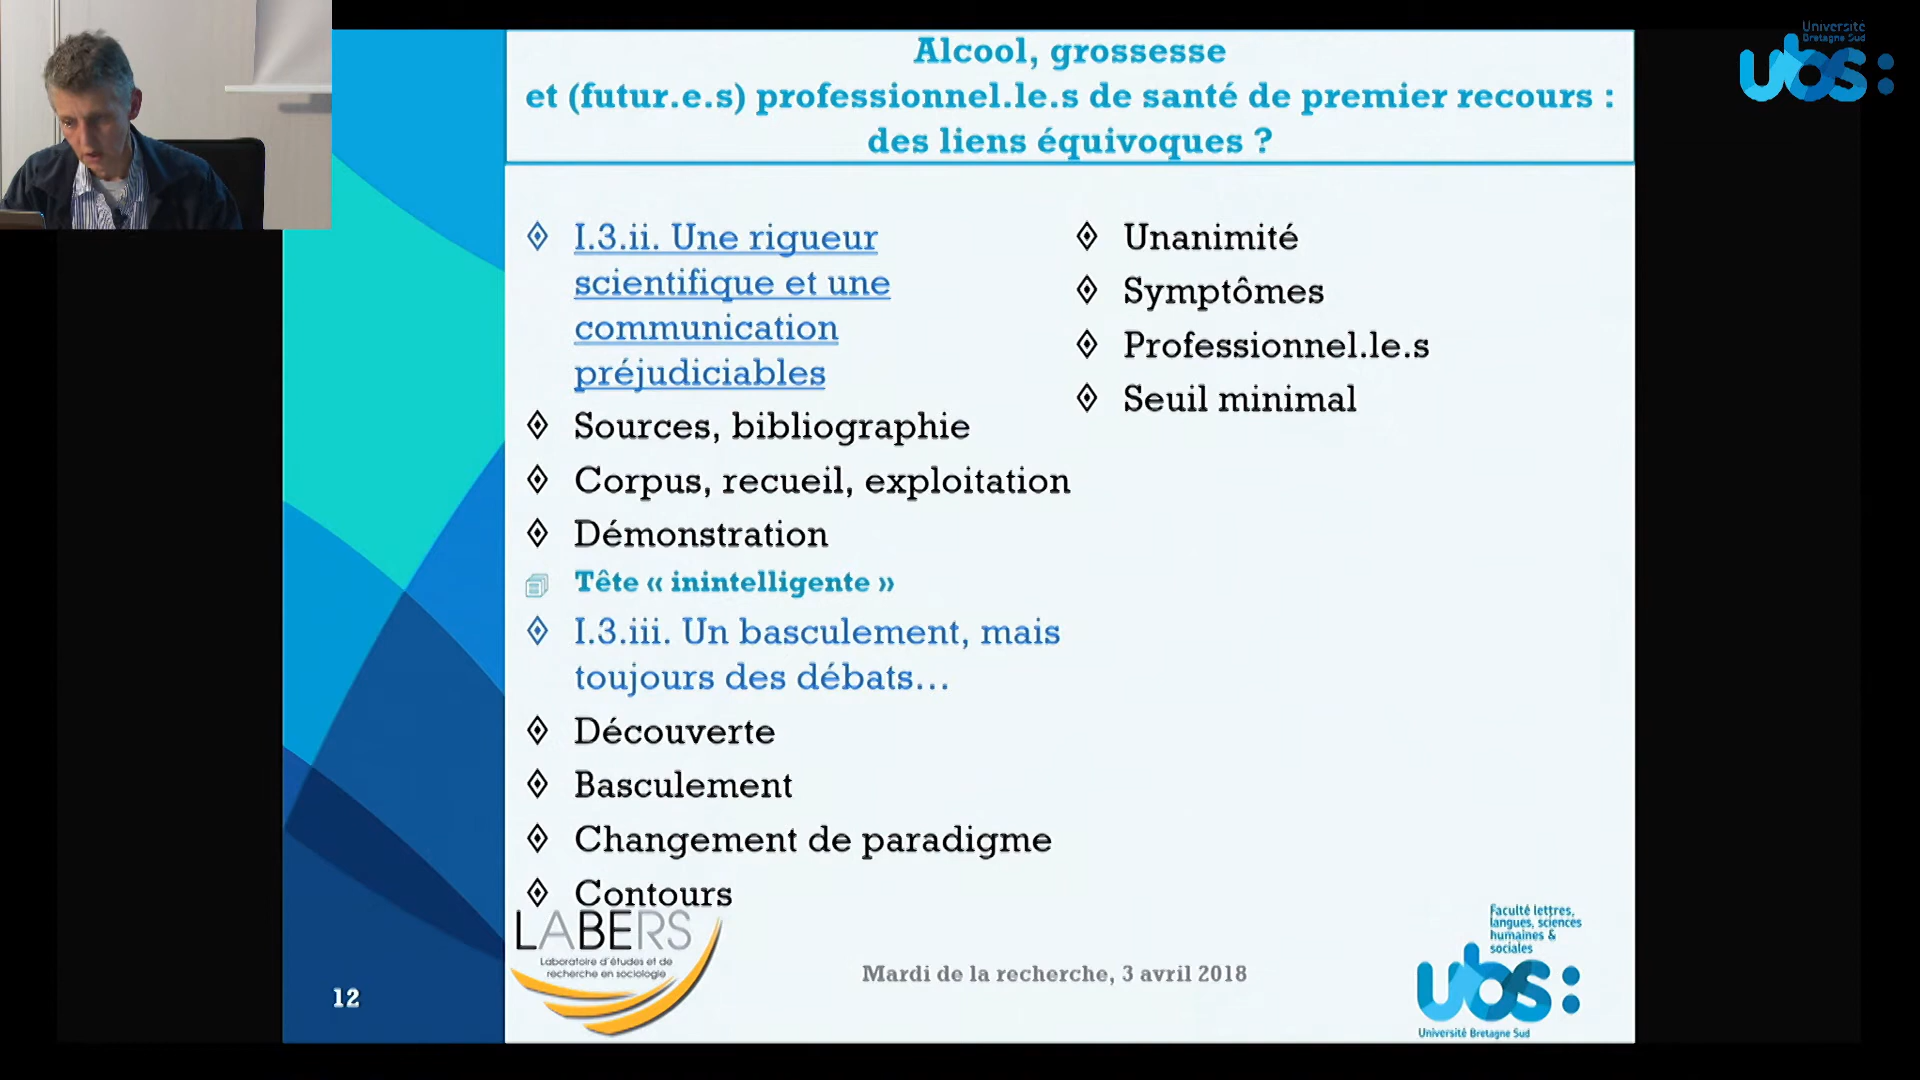 Alcool, grossesse
et (futur.e.s) professionnel.le.s de santé de premier recours :
des liens équivoques ?
I.3.ii. Une rigueur
scientifique et une
communication
préjudiciables
Sources, bibliographie
Corpus, recueil, exploitation
Démonstration
Tête « inintelligente »
I.3.iii. Un basculement, mais
toujours des débats…
Découverte
Basculement
Changement de paradigme
Contours
Unanimité
Symptômes
Professionnel.le.s
Seuil minimal
LABERS
Laboratoire d'études et de
recherche en sociologie
12
Mardi de la recherche, 3 avril 2018
Faculté lettres,
langues, sciences
humaines &
sociales
ubs:
Université Bretagne Sud
Université
Bretagne Sud
ubs: